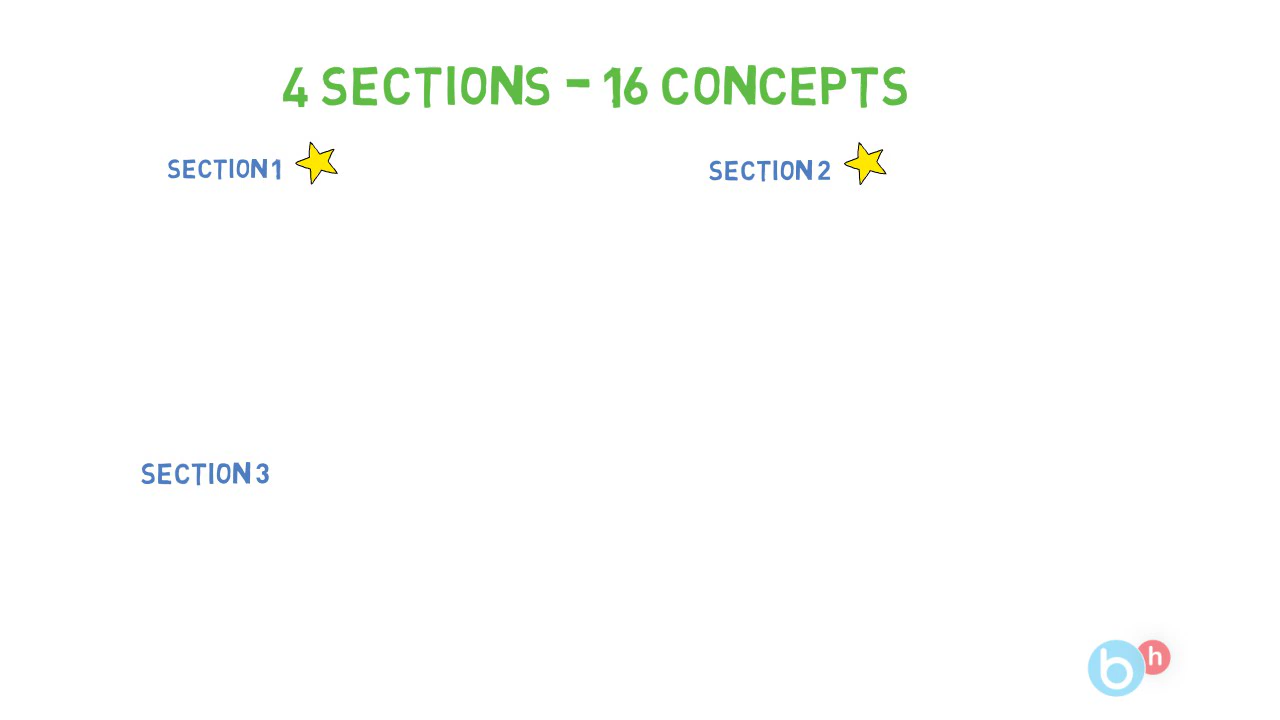 4 SECTIONS - 16 CONCEPTS
SECTION 1
SECTION 2
SECTION 3
b h